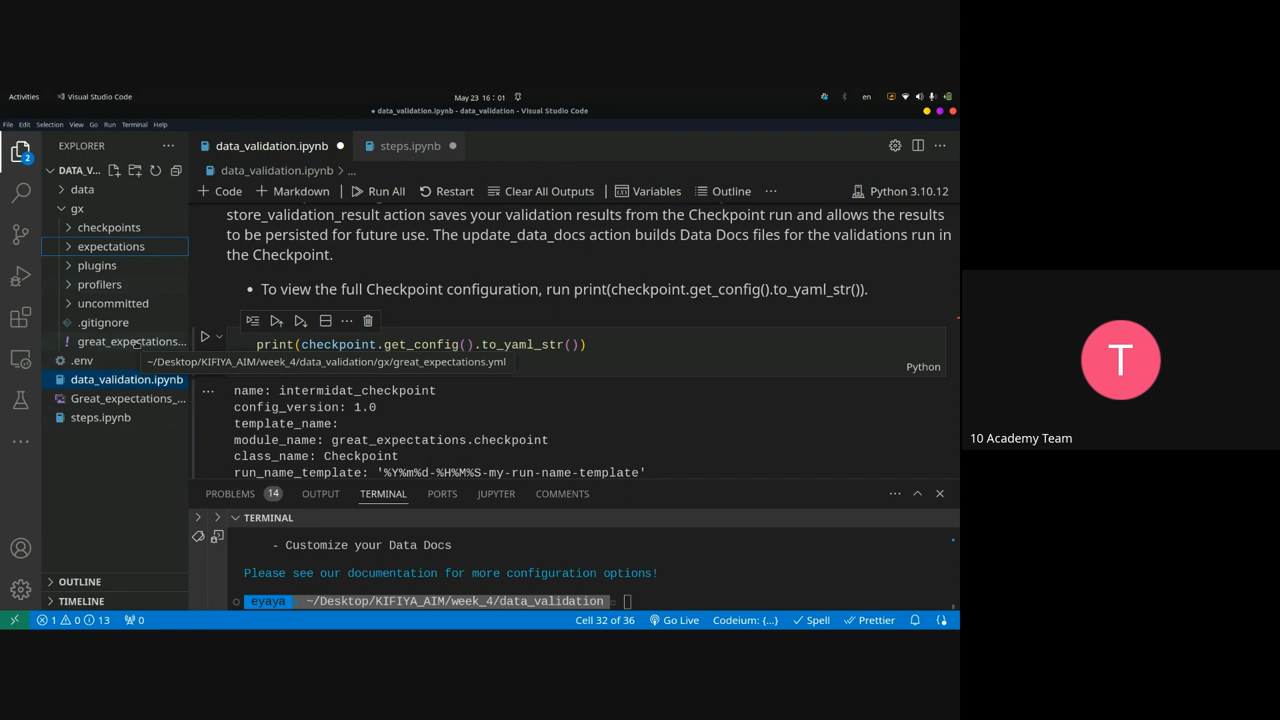 Activities
Visual Studio Code
May 23 16 : 01
en
● data_validation.ipynb - data_validation - Visual Studio Code
File Edit Selection View Go Run Terminal Help
2
EXPLORER
DATA_V...
data
gx
checkpoints
expectations
plugins
profilers
uncommitted
.gitignore
! great_expectations...
.env
data_validation.ipynb
Great_expectations_...
steps.ipynb
OUTLINE
TIMELINE
data_validation.ipynb
steps.ipynb
data_validation.ipynb > ...
+ Code + Markdown Run All Restart Clear All Outputs Variables Outline ... Python 3.10.12
store_validation_result action saves your validation results from the Checkpoint run and allows the results
to be persisted for future use. The update_data_docs action builds Data Docs files for the validations run in
the Checkpoint.
• To view the full Checkpoint configuration, run print(checkpoint.get_config().to_yaml_str()).
print(checkpoint.get_config().to_yaml_str())
~/Desktop/KIFIYA_AIM/week_4/data_validation/gx/great_expectations.yml
Python
name: intermidat_checkpoint
config_version: 1.0
template_name:
module_name: great_expectations.checkpoint
class_name: Checkpoint
run_name_template: '%Y%m%d-%H%M%S-my-run-name-template'
PROBLEMS 14 OUTPUT TERMINAL PORTS JUPYTER COMMENTS
TERMINAL
- Customize your Data Docs
Please see our documentation for more configuration options!
eyaya ~/Desktop/KIFIYA_AIM/week_4/data_validation
1 0 13 0
Cell 32 of 36 Go Live Codeium: {...} Spell Prettier
T
10 Academy Team